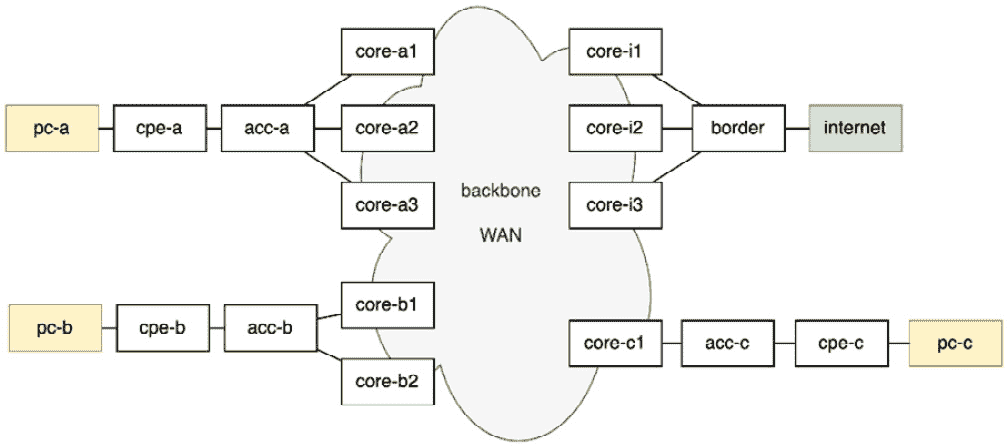 core-a1
core-i1
pc-a cpe-a acc-a core-a2 core-i2 border internet
backbone
core-a3 core-i3
WAN
core-b1
pc-b cpe-b acc-b core-c1 acc-c cpe-c pc-c
core-b2